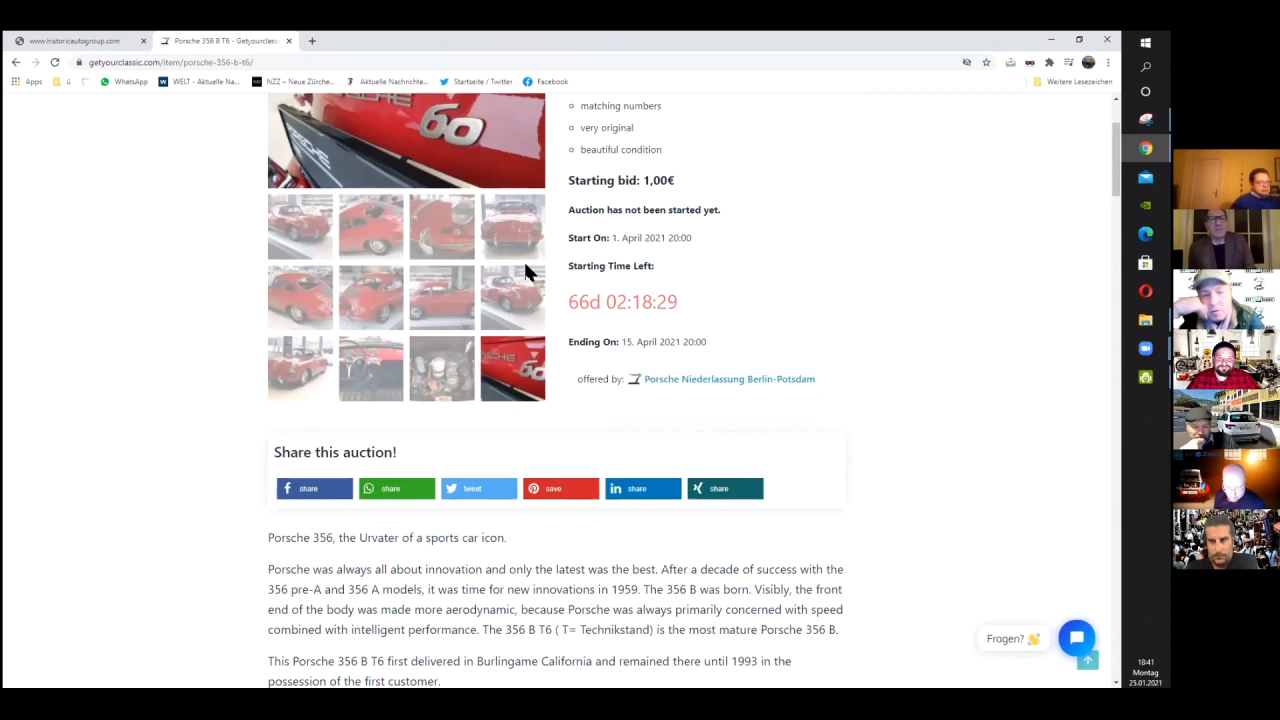 www.historicautogroup.com
Porsche 356 B T6 - Getyourclassic
getyourclassic.com/item/porsche-356-b-t6/
Apps
ü
WhatsApp
WELT - Aktuelle Na...
NZZ – Neue Zürche...
Aktuelle Nachrichte...
Startseite / Twitter
Facebook
Weitere Lesezeichen
60
PORSCHE
matching numbers
very original
beautiful condition
Starting bid: 1,00€
Auction has not been started yet.
Start On: 1. April 2021 20:00
Starting Time Left:
66d 02:18:29
Ending On: 15. April 2021 20:00
offered by: Porsche Niederlassung Berlin-Potsdam
60
Share this auction!
share
share
tweet
save
share
share
Porsche 356, the Urvater of a sports car icon.
Porsche was always all about innovation and only the latest was the best. After a decade of success with the
356 pre-A and 356 A models, it was time for new innovations in 1959. The 356 B was born. Visibly, the front
end of the body was made more aerodynamic, because Porsche was always primarily concerned with speed
combined with intelligent performance. The 356 B T6 ( T= Technikstand) is the most mature Porsche 356 B.
This Porsche 356 B T6 first delivered in Burlingame California and remained there until 1993 in the
possession of the first customer.
Fragen? 👋
18:41
Montag
25.01.2021